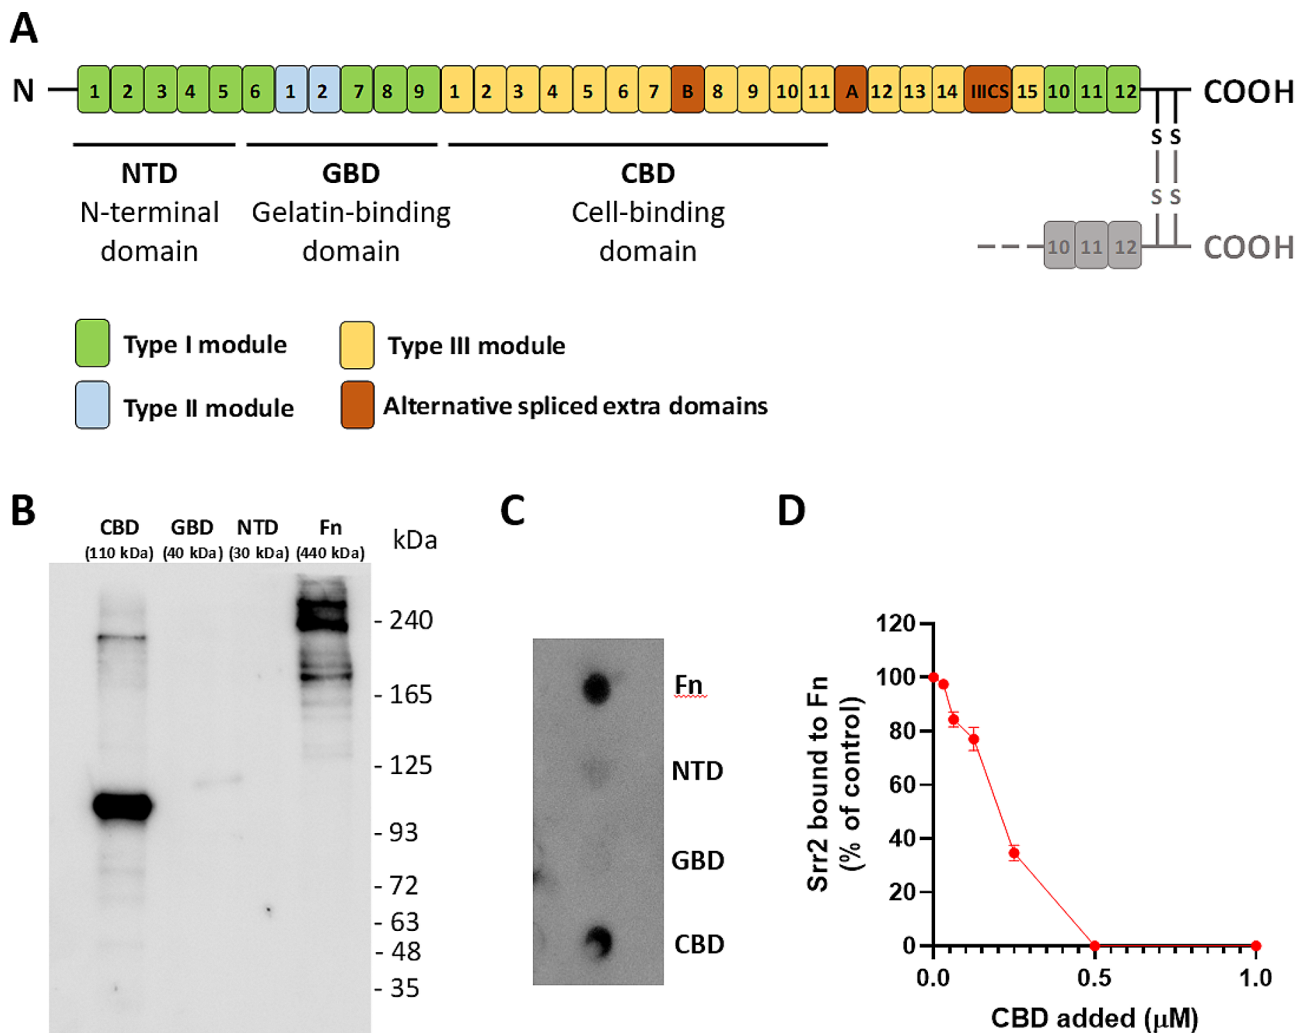 A
N 1 2 3 4 5 6 1 2 7 8 9 1 2 3 4 5 6 7 B 8 9 10 11 A 12 13 14 IIICS 15 10 11 12 COOH
S S
NTD GBD CBD
N-terminal Gelatin-binding Cell-binding
domain domain domain
S S
10 11 12 COOH
Type I module Type III module
Type II module Alternative spliced extra domains
B
CBD GBD NTD Fn kDa
(110 kDa) (40 kDa) (30 kDa) (440 kDa)
- 240
- 165
- 125
- 93
- 72
- 63
- 48
- 35
C
Fn
NTD
GBD
CBD
D
Srr2 bound to Fn
(% of control)
120
100
80
60
40
20
0
0.0 0.5 1.0
CBD added (µM)